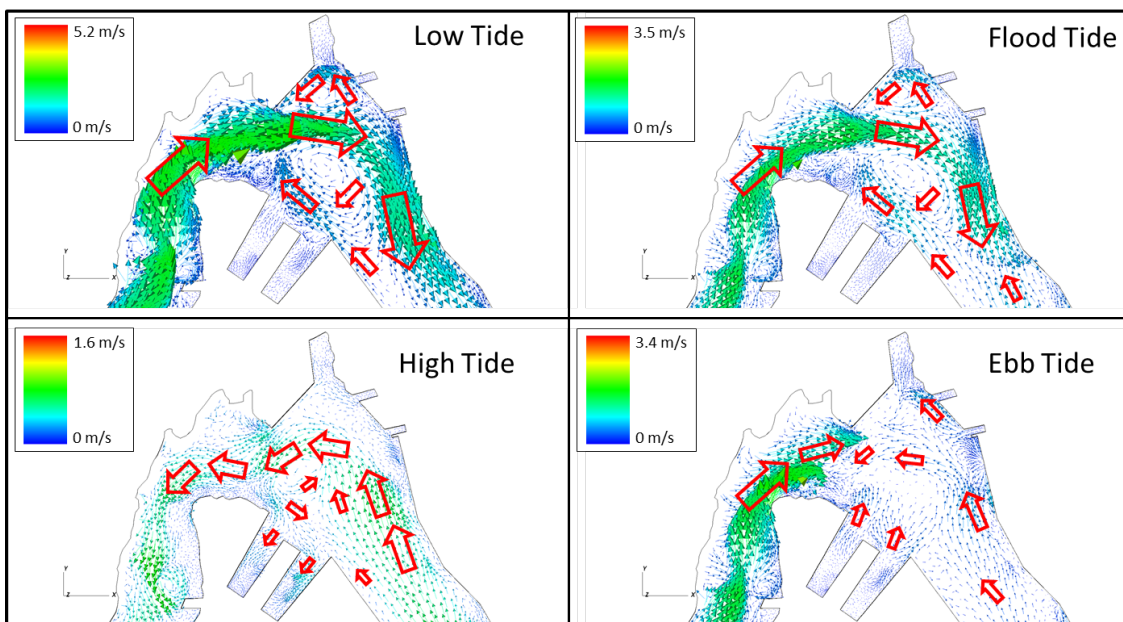 5.2 m/s
0 m/s
Low Tide
Y
Z X
3.5 m/s
0 m/s
Flood Tide
Y
Z X
1.6 m/s
0 m/s
High Tide
Y
Z X
3.4 m/s
0 m/s
Ebb Tide
Y
Z X